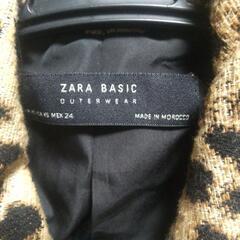 ZARA BASIC
OUTERWEAR
MEX 24
MADE IN MOROCCO